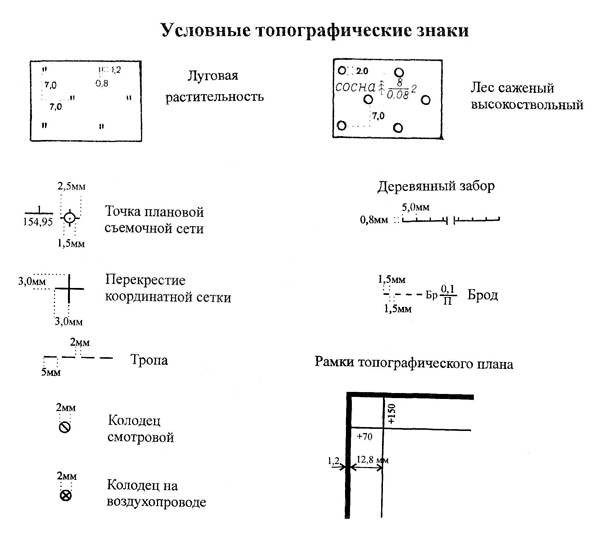 Условные топографические знаки
1,2
7,0
0,8
7,0
Луговая
растительность
2.0
сосна 8 2
0.08
7,0
Лес саженый
высокоствольный
2,5мм
1
154,95
1,5мм
Точка плановой
съемочной сети
Деревянный забор
5,0мм
0,8мм
3,0мм
3,0мм
Перекрестие
координатной сетки
1,5мм
Бр 0,1
П
1,5мм
Брод
2мм
5мм
Тропа
Рамки топографического плана
+150
+70
1,2
12,8 мм
2мм
Колодец
смотровой
2мм
Колодец на
воздухопроводе